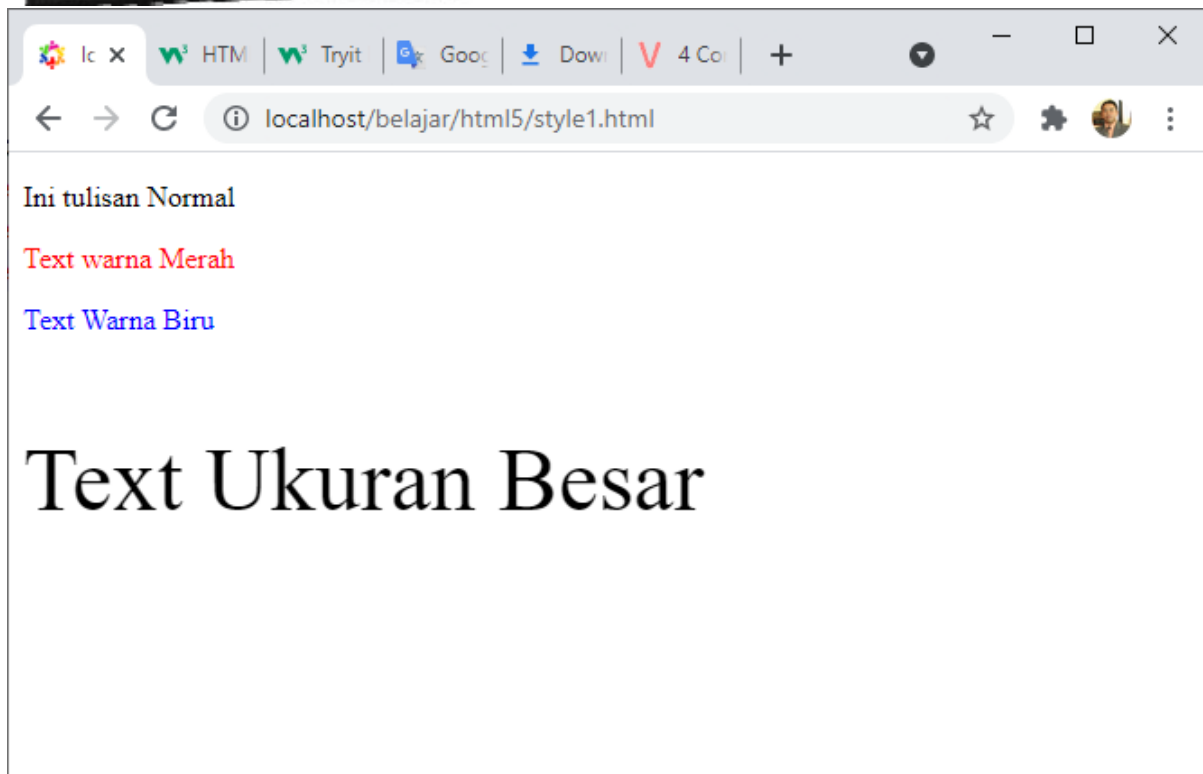 HTM
Tryit
Goog
Dow
4 Co
localhost/belajar/html5/style1.html
Ini tulisan Normal
Text warna Merah
Text Warna Biru
Text Ukuran Besar